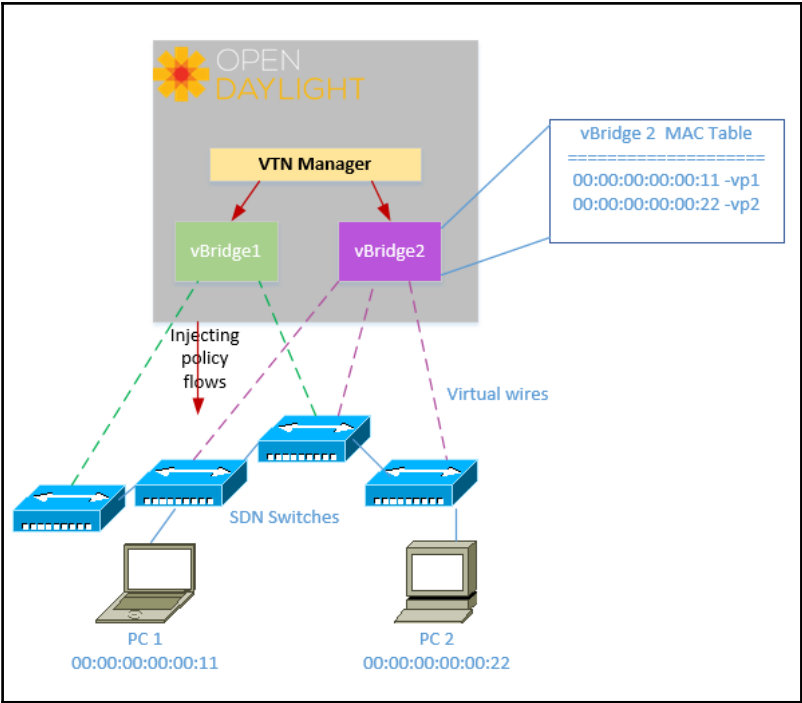 OPEN
DAYLIGHT
VTN Manager
vBridge 2 MAC Table
====================
00:00:00:00:00:11 -vp1
00:00:00:00:00:22 -vp2
vBridge1
vBridge2
Injecting
policy
flows
Virtual wires
SDN Switches
PC 1
00:00:00:00:00:11
PC 2
00:00:00:00:00:22